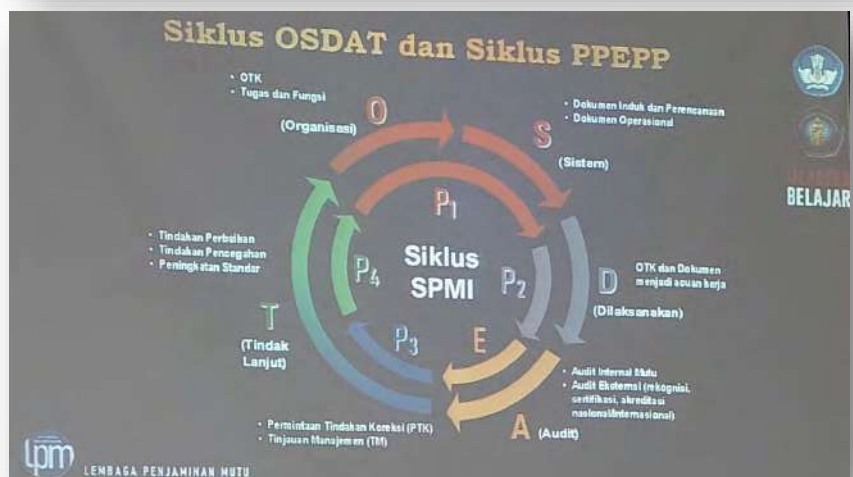 Siklus OSDAT dan Siklus PPEPP
• OTK
• Tugas dan Fungsi
O
(Organisasi)
• Dokumen Induk dan Perencanaan
• Dokumen Operasional
S
(Sistem)
P1
BELAJAR
• Tindakan Perbaikan
• Tindakan Pencegahan
• Peningkatan Standar
P4
Siklus
SPMI
P2
D
(Dilaksanakan)
OTK dan Dokumen
menjadi acuan kerja
T
(Tindak
Lanjut)
P3
E
• Audit Internal Mutu
• Audit Eksternal (rekognisi,
sertifikasi, akreditasi
nasional/internasional)
A
(Audit)
• Permintaan Tindakan Koreksi (PTK)
• Tinjauan Manajemen (TM)
lpm
LEMBAGA PENJAMINAN MUTU